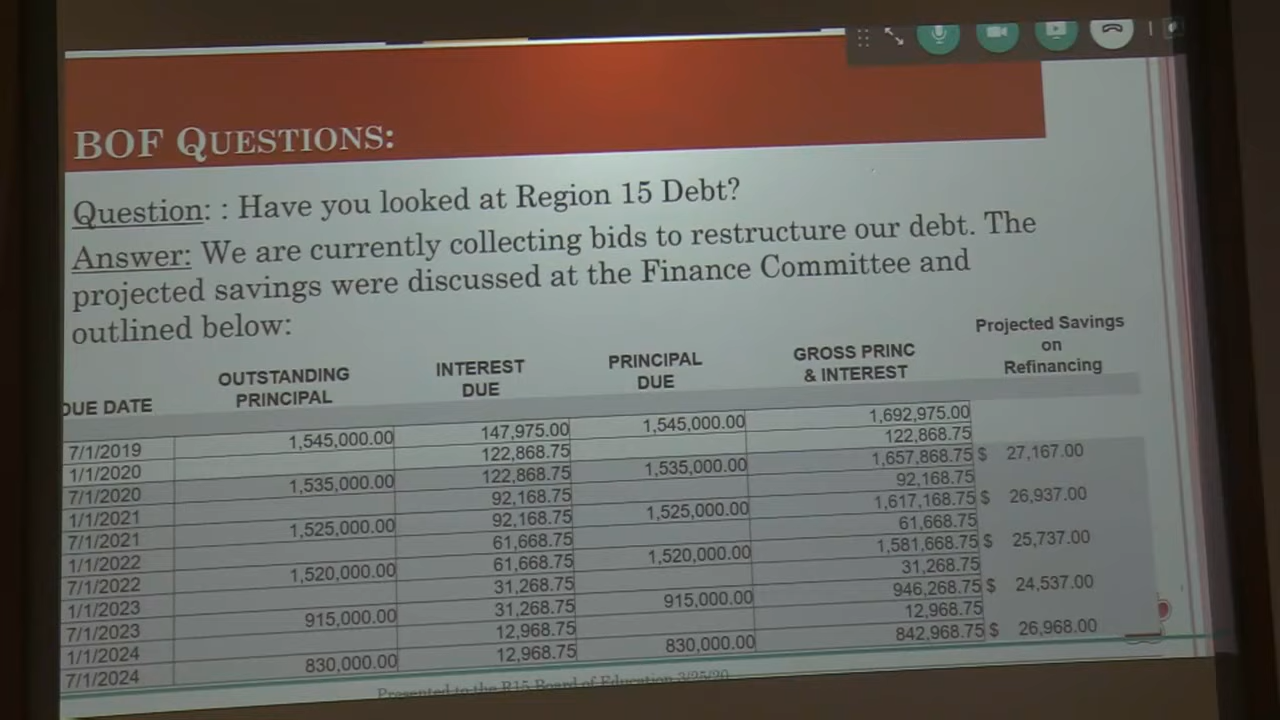 BOF QUESTIONS:
Question: : Have you looked at Region 15 Debt?
Answer: We are currently collecting bids to restructure our debt. The
projected savings were discussed at the Finance Committee and
outlined below:
DUE DATE OUTSTANDING PRINCIPAL INTEREST DUE PRINCIPAL DUE GROSS PRINC & INTEREST Projected Savings on Refinancing
7/1/2019 1,545,000.00 147,975.00 1,545,000.00 1,692,975.00
1/1/2020 122,868.75 122,868.75
7/1/2020 1,535,000.00 122,868.75 1,535,000.00 1,657,868.75 $ 27,167.00
1/1/2021 92,168.75 92,168.75
7/1/2021 1,525,000.00 92,168.75 1,525,000.00 1,617,168.75 $ 26,937.00
1/1/2022 61,668.75 61,668.75
7/1/2022 1,520,000.00 61,668.75 1,520,000.00 1,581,668.75 $ 25,737.00
1/1/2023 31,268.75 31,268.75
7/1/2023 915,000.00 31,268.75 915,000.00 946,268.75 $ 24,537.00
1/1/2024 12,968.75 12,968.75
7/1/2024 830,000.00 12,968.75 830,000.00 842,968.75 $ 26,968.00
Presented to the R15 Board of Education 3/25/20